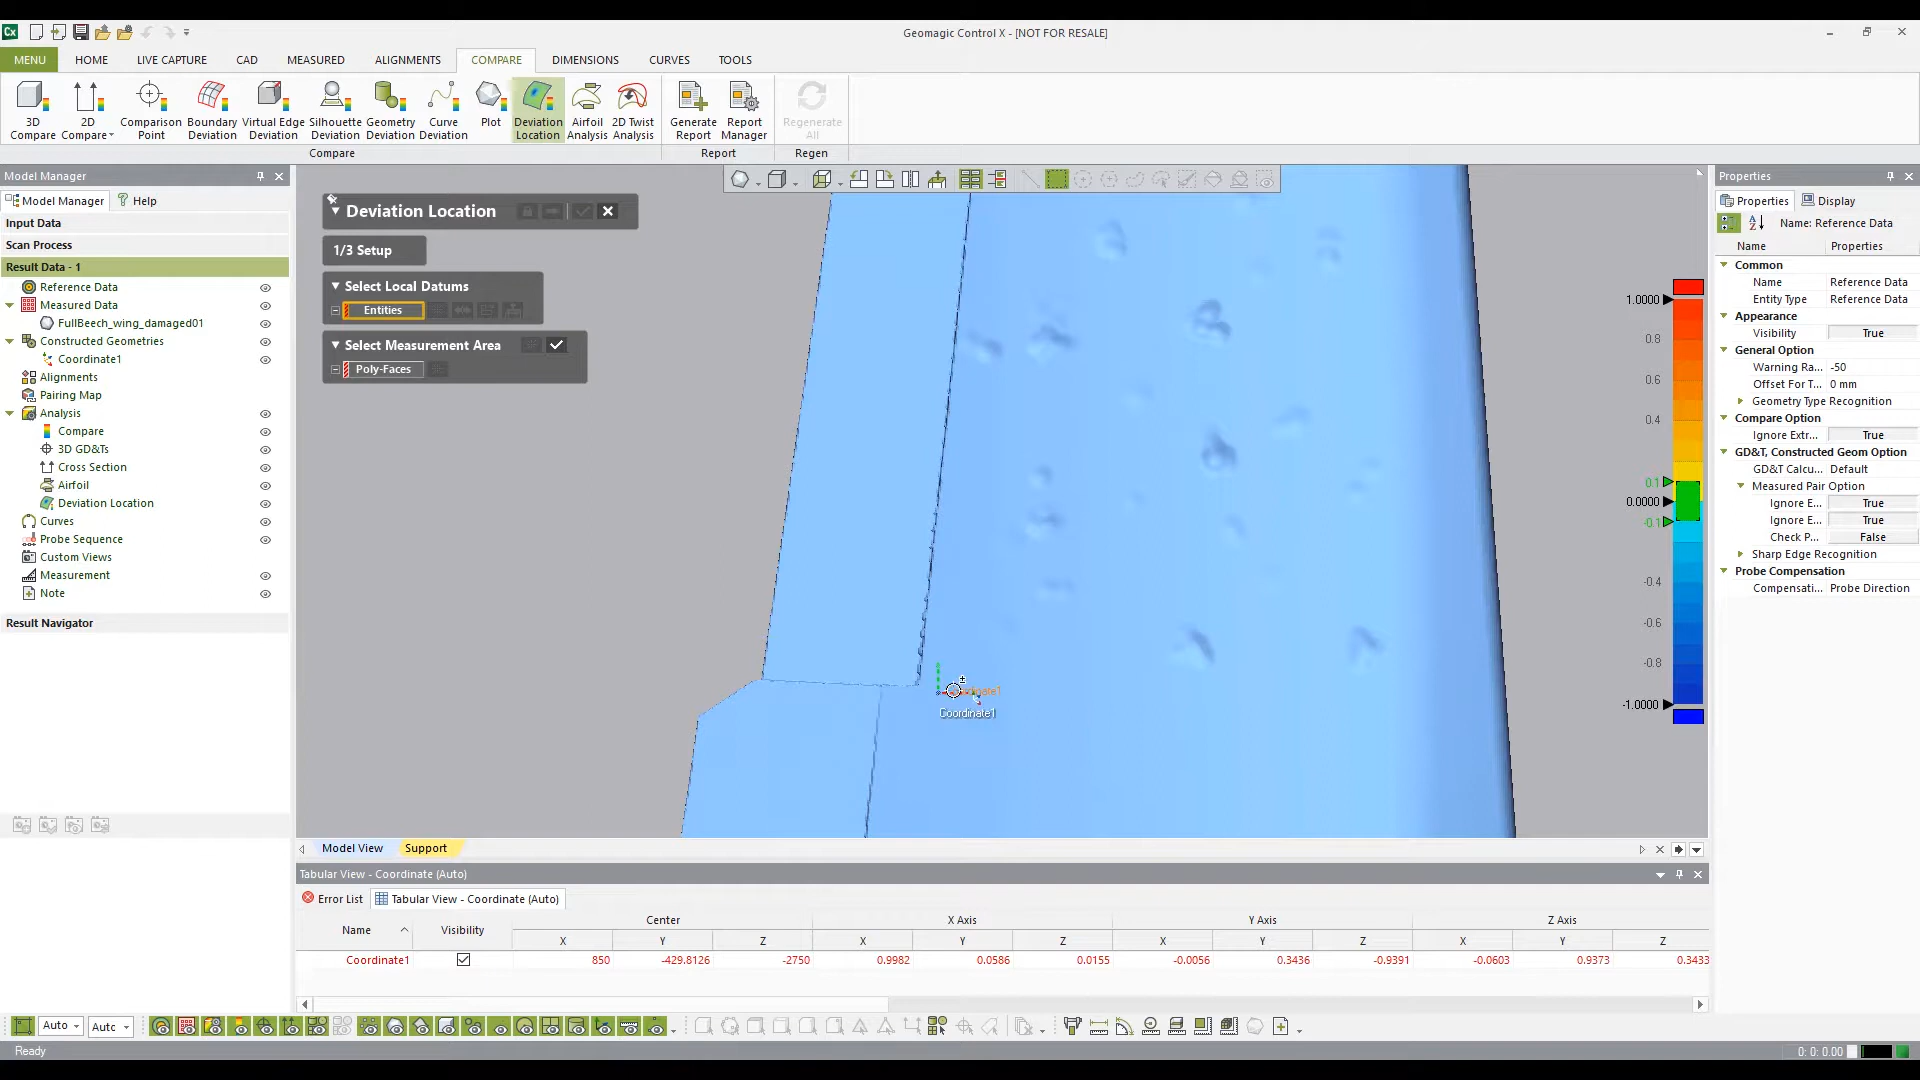 Cx
Geomagic Control X - [NOT FOR RESALE]
MENU HOME LIVE CAPTURE CAD MEASURED ALIGNMENTS COMPARE DIMENSIONS CURVES TOOLS
3D Compare
2D Compare
Comparison Point
Boundary Deviation
Virtual Edge Deviation
Silhouette Deviation
Geometry Deviation
Curve Deviation
Plot
Deviation Location
Airfoil Analysis
2D Twist Analysis
Generate Report
Report Manager
Regenerate All
Compare Report Regen
Model Manager
Model Manager Help
Input Data
Scan Process
Result Data - 1
Reference Data
Measured Data
FullBeech_wing_damaged01
Constructed Geometries
Coordinate1
Alignments
Pairing Map
Analysis
Compare
3D GD&Ts
Cross Section
Airfoil
Deviation Location
Curves
Probe Sequence
Custom Views
Measurement
Note
Result Navigator
Deviation Location
1/3 Setup
Select Local Datums
Entities
Select Measurement Area
Poly-Faces
Coordinate1
1.0000
0.8
0.6
0.4
0.1
0.0000
-0.1
-0.4
-0.6
-0.8
-1.0000
Properties
Properties Display
Name: Reference Data
Name Properties
Common
Name Reference Data
Entity Type Reference Data
Appearance
Visibility True
General Option
Warning Ra... -50
Offset For T... 0 mm
Geometry Type Recognition
Compare Option
Ignore Extr... True
GD&T, Constructed Geom Option
GD&T Calcu... Default
Measured Pair Option
Ignore E... True
Ignore E... True
Check P... False
Sharp Edge Recognition
Probe Compensation
Compensati... Probe Direction
Model View Support
Tabular View - Coordinate (Auto)
Error List Tabular View - Coordinate (Auto)
Name Visibility Center X Axis Y Axis Z Axis
X Y Z X Y Z X Y Z X Y Z
Coordinate1 850 -429.8126 -2750 0.9982 0.0586 0.0155 -0.0056 0.3436 -0.9391 -0.0603 0.9373 0.3433
Auto Auto
Ready
0: 0: 0.00